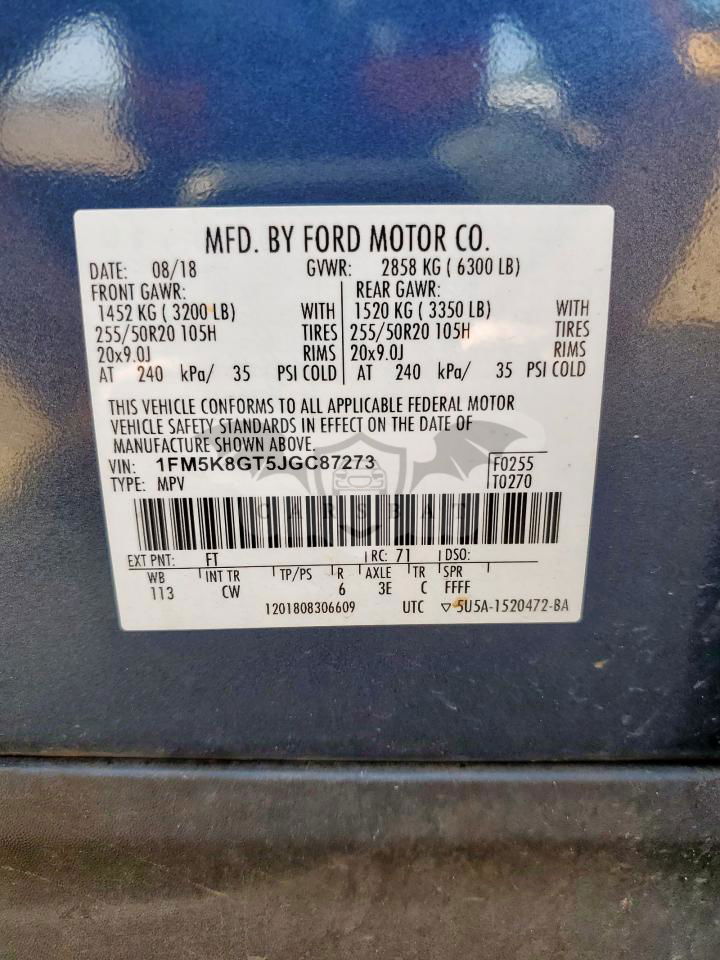 MFD. BY FORD MOTOR CO.
DATE: 08/18 GVWR: 2858 KG ( 6300 LB)
FRONT GAWR: REAR GAWR:
1452 KG ( 3200 LB) WITH 1520 KG ( 3350 LB) WITH
255/50R20 105H TIRES 255/50R20 105H TIRES
20x9.0J RIMS 20x9.0J RIMS
AT 240 kPa/ 35 PSI COLD AT 240 kPa/ 35 PSI COLD
THIS VEHICLE CONFORMS TO ALL APPLICABLE FEDERAL MOTOR
VEHICLE SAFETY STANDARDS IN EFFECT ON THE DATE OF
MANUFACTURE SHOWN ABOVE.
VIN: 1FM5K8GT5JGC87273 F0255
TYPE: MPV T0270
CARSBAT
EXT PNT: FT RC: 71 DSO:
WB INT TR TP/PS R AXLE TR SPR
113 CW 6 3E C FFFF
1201808306609 UTC ▽ 5U5A-1520472-BA